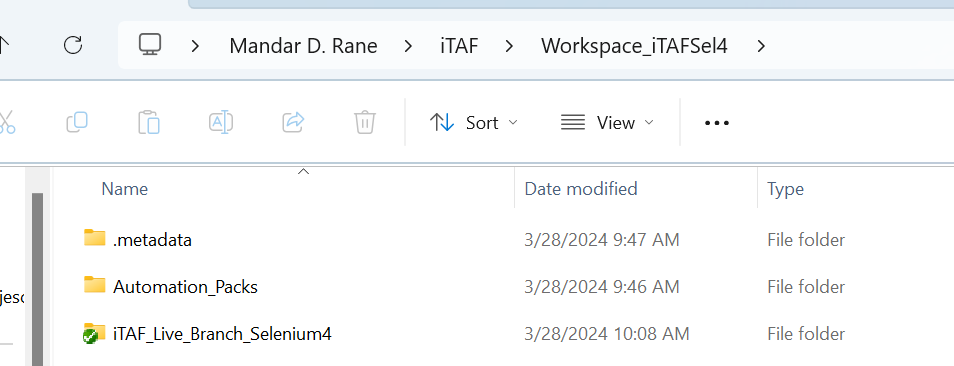 Mandar D. Rane > iTAF > Workspace_iTAFSel4 >
Sort View •••
Name Date modified Type
.metadata 3/28/2024 9:47 AM File folder
Automation_Packs 3/28/2024 9:46 AM File folder
jesc
iTAF_Live_Branch_Selenium4 3/28/2024 10:08 AM File folder